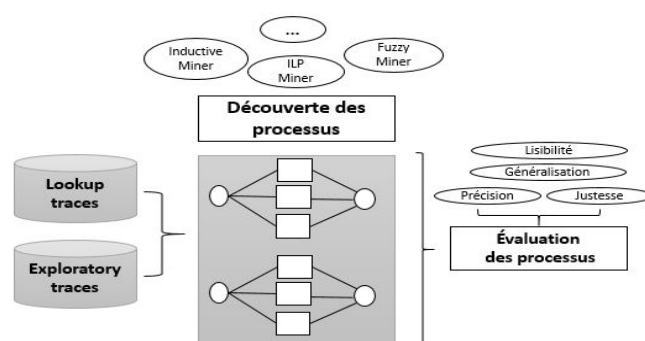 ...
Inductive
Miner
ILP
Miner
Fuzzy
Miner
Découverte des
processus
Lookup
traces
Exploratory
traces
Lisibilité
Généralisation
Précision
Justesse
Évaluation
des processus